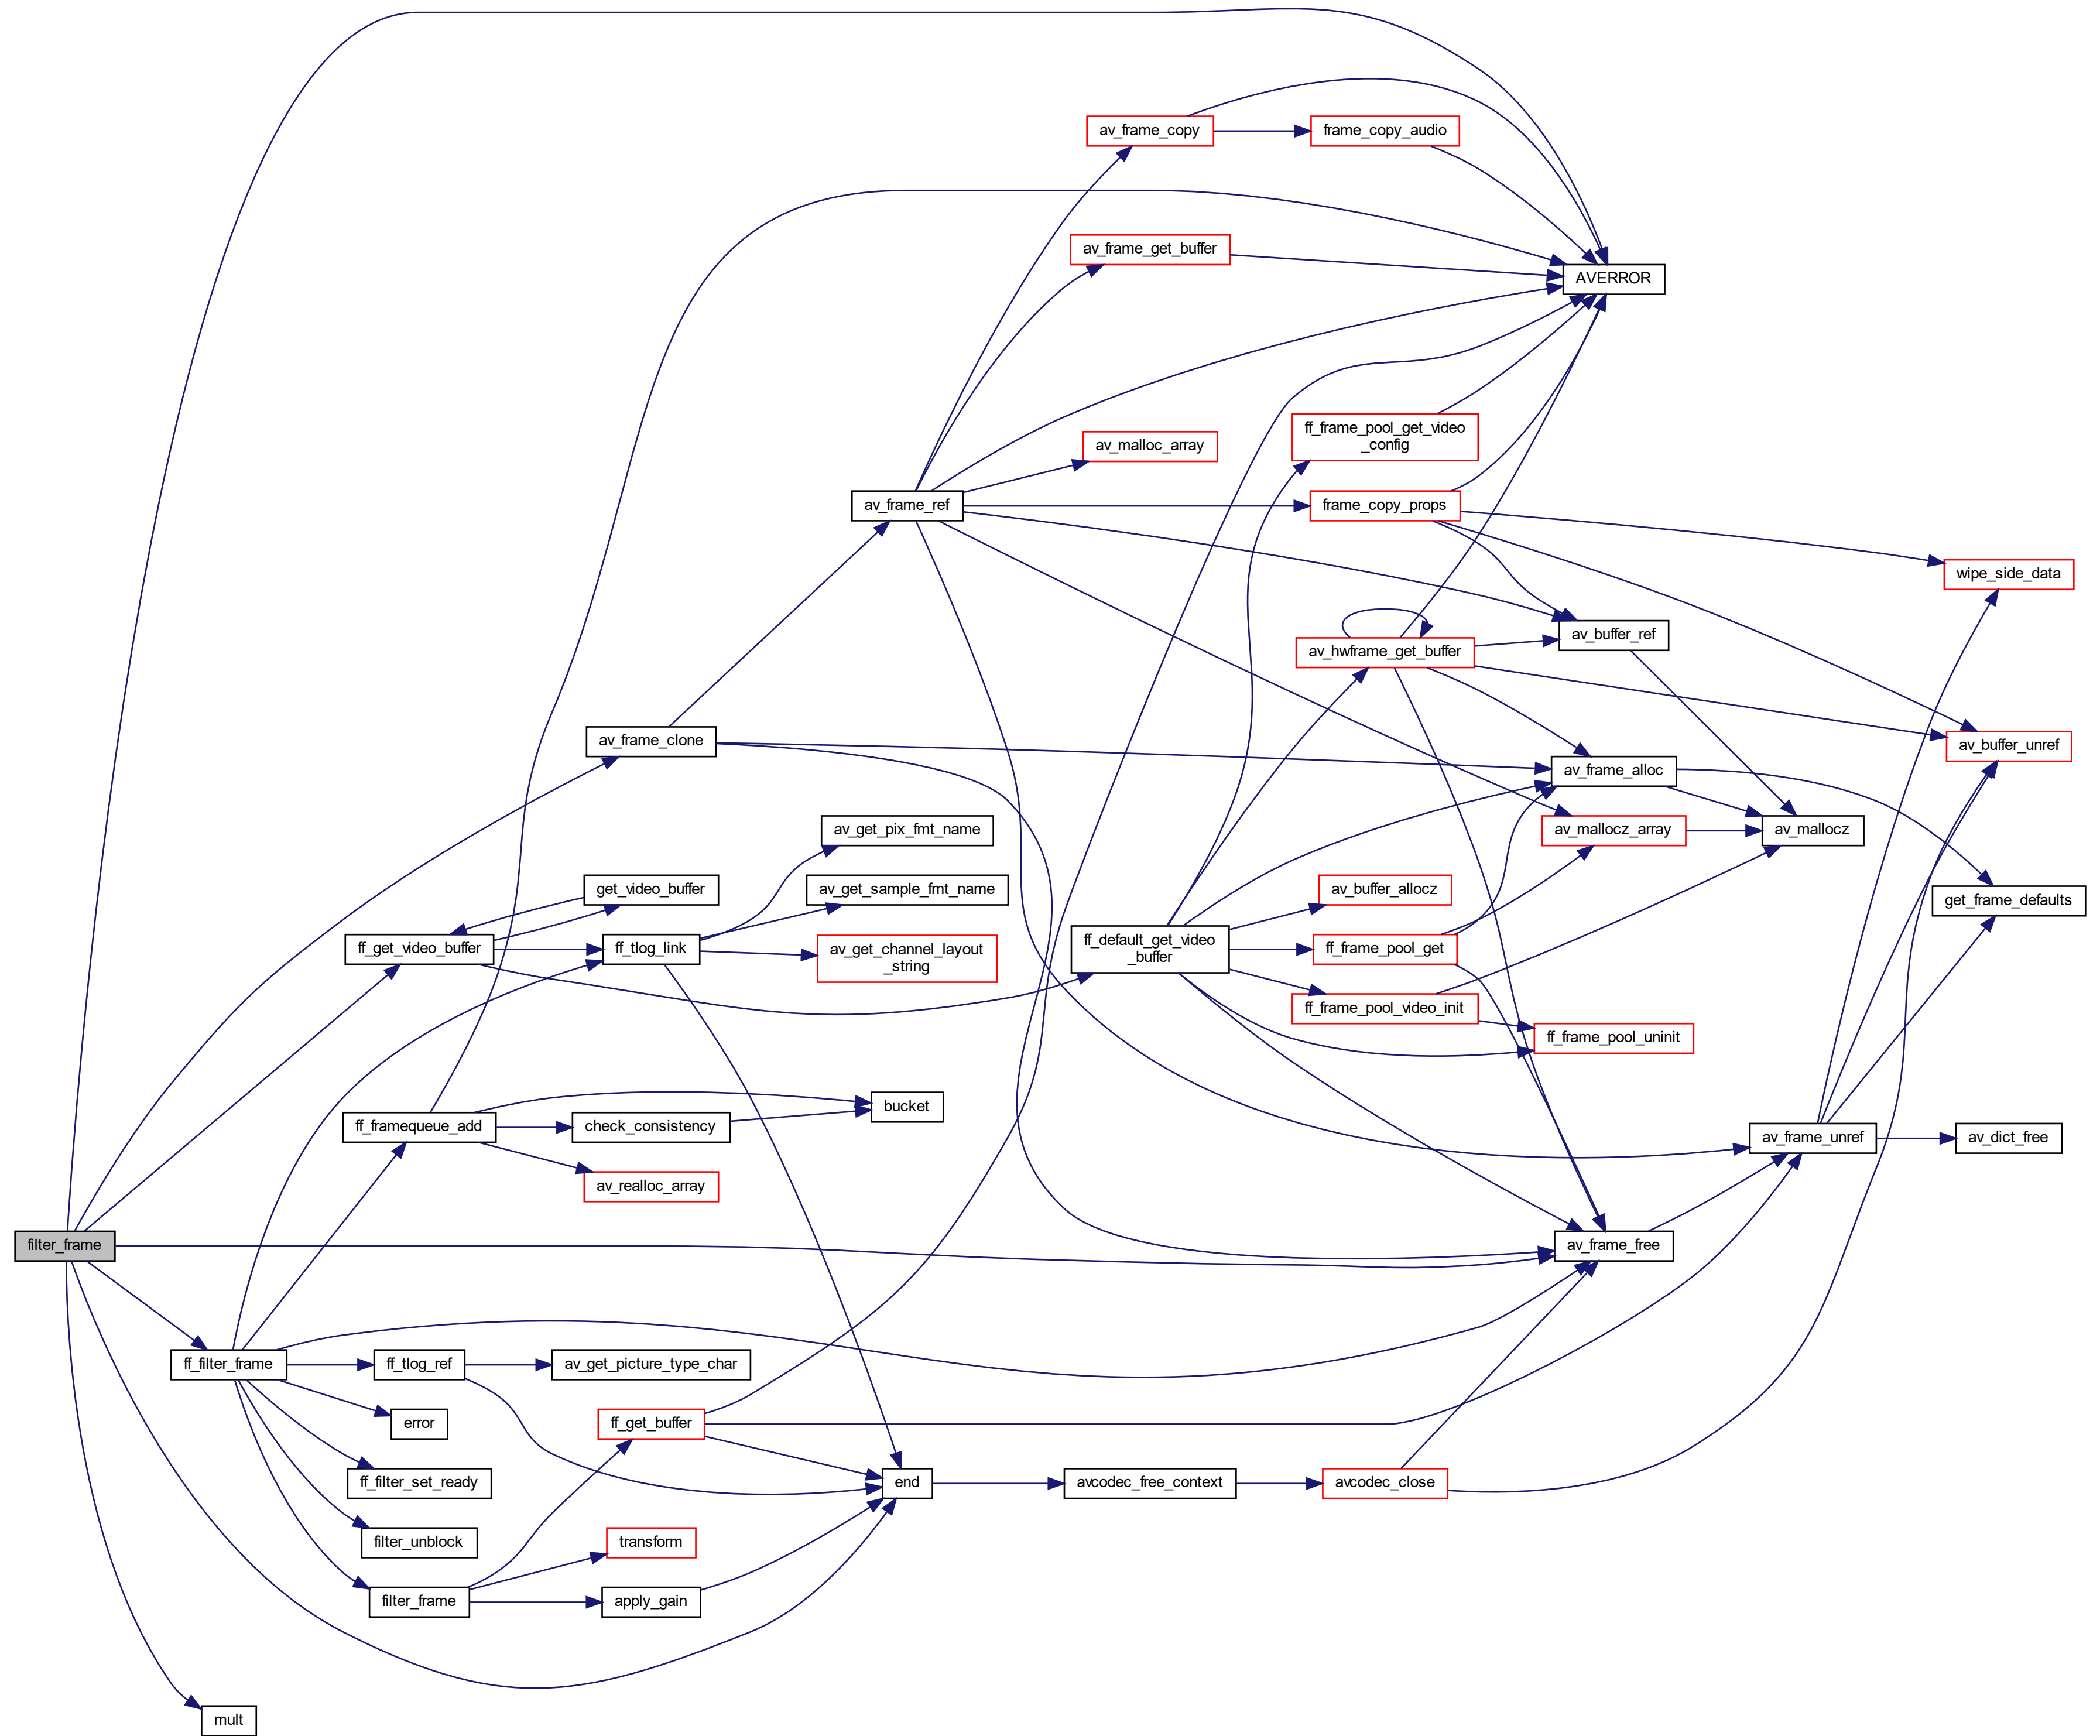 av_frame_copy
frame_copy_audio
av_frame_get_buffer
AVERROR
ff_frame_pool_get_video
_config
av_malloc_array
av_frame_ref
frame_copy_props
wipe_side_data
av_buffer_ref
av_hwframe_get_buffer
av_frame_clone
av_buffer_unref
av_frame_alloc
av_get_pix_fmt_name
av_mallocz_array
av_mallocz
get_video_buffer
av_get_sample_fmt_name
av_buffer_allocz
get_frame_defaults
ff_get_video_buffer
ff_tlog_link
av_get_channel_layout
_string
ff_default_get_video
_buffer
ff_frame_pool_get
ff_frame_pool_video_init
ff_frame_pool_uninit
bucket
ff_framequeue_add
check_consistency
av_frame_unref
av_dict_free
av_realloc_array
filter_frame
av_frame_free
ff_filter_frame
ff_tlog_ref
av_get_picture_type_char
error
ff_get_buffer
ff_filter_set_ready
end
avcodec_free_context
avcodec_close
filter_unblock
transform
filter_frame
apply_gain
mult